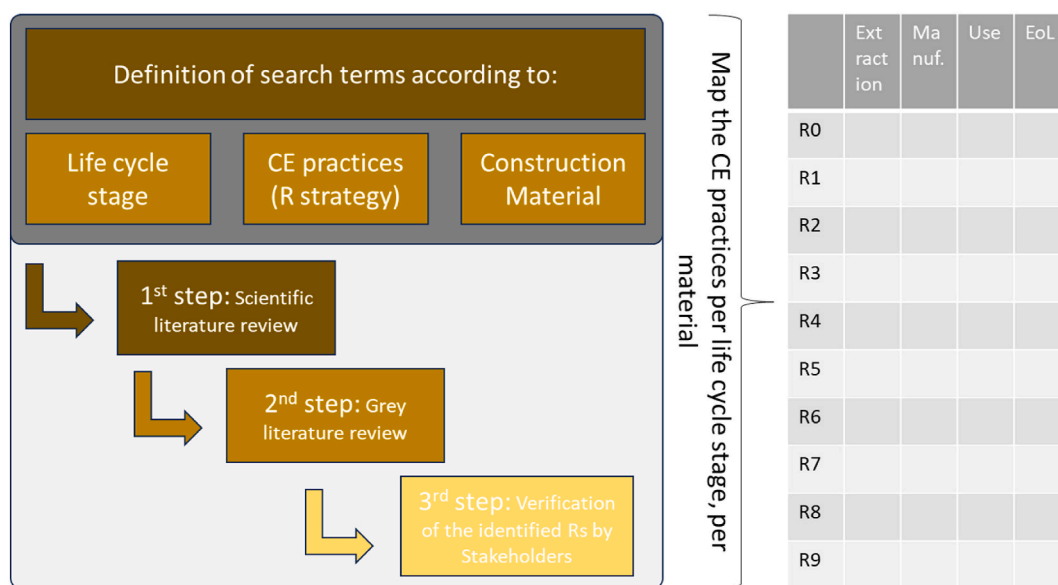 Definition of search terms according to:
Life cycle
stage
CE practices
(R strategy)
Construction
Material
1st step: Scientific
literature review
2nd step: Grey
literature review
3rd step: Verification
of the identified Rs by
Stakeholders
Map the CE practices per life cycle stage, per
material
Ext
ract
ion
Ma
nuf.
Use
EoL
R0
R1
R2
R3
R4
R5
R6
R7
R8
R9